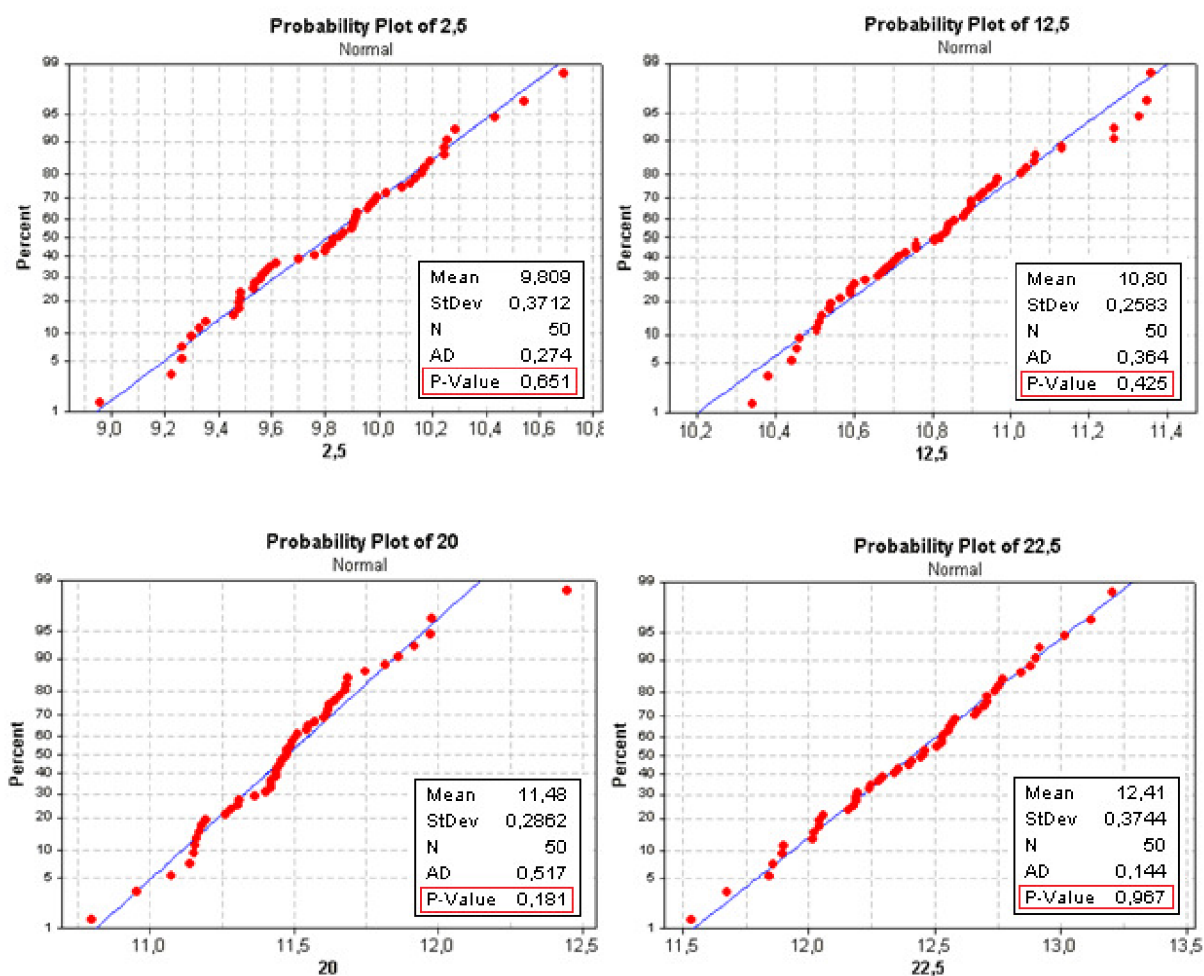 Probability Plot of 2,5
Normal
Percent
99
95
90
80
70
60
50
40
30
20
10
5
1
Mean 9,809
StDev 0,3712
N 50
AD 0,274
P-Value 0,651
9,0 9,2 9,4 9,6 9,8 10,0 10,2 10,4 10,6 10,8
2,5
Probability Plot of 12,5
Normal
Percent
99
95
90
80
70
60
50
40
30
20
10
5
1
Mean 10,80
StDev 0,2583
N 50
AD 0,364
P-Value 0,425
10,2 10,4 10,6 10,8 11,0 11,2 11,4
12,5
Probability Plot of 20
Normal
Percent
99
95
90
80
70
60
50
40
30
20
10
5
1
Mean 11,48
StDev 0,2862
N 50
AD 0,517
P-Value 0,181
11,0 11,5 12,0 12,5
20
Probability Plot of 22,5
Normal
Percent
99
95
90
80
70
60
50
40
30
20
10
5
1
Mean 12,41
StDev 0,3744
N 50
AD 0,144
P-Value 0,967
11,5 12,0 12,5 13,0 13,5
22,5